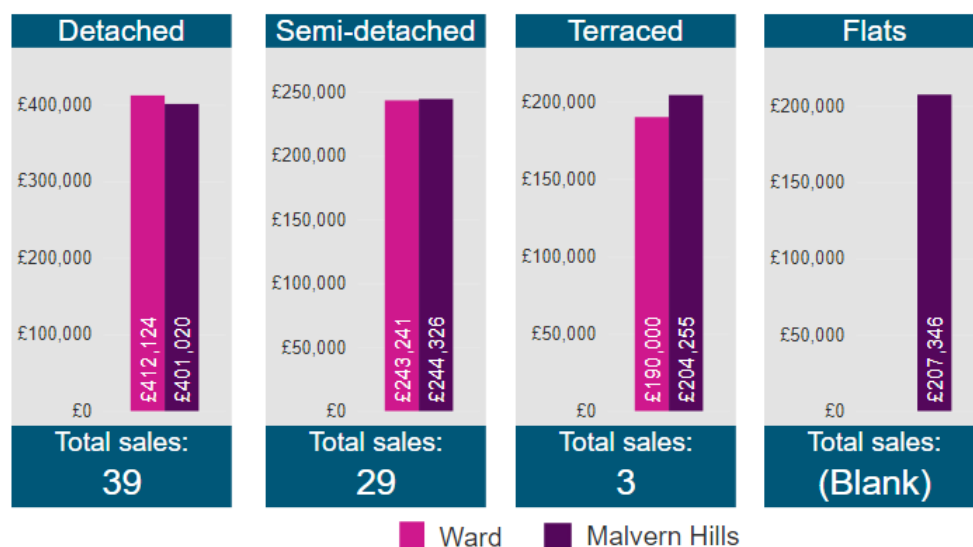 Detached
£400,000
£300,000
£200,000
£100,000
£0
£412,124
£401,020
Total sales:
39
Semi-detached
£250,000
£200,000
£150,000
£100,000
£50,000
£0
£243,241
£244,326
Total sales:
29
Terraced
£200,000
£150,000
£100,000
£50,000
£0
£190,000
£204,255
Total sales:
3
Flats
£200,000
£150,000
£100,000
£50,000
£0
£207,346
Total sales:
(Blank)
Ward
Malvern Hills